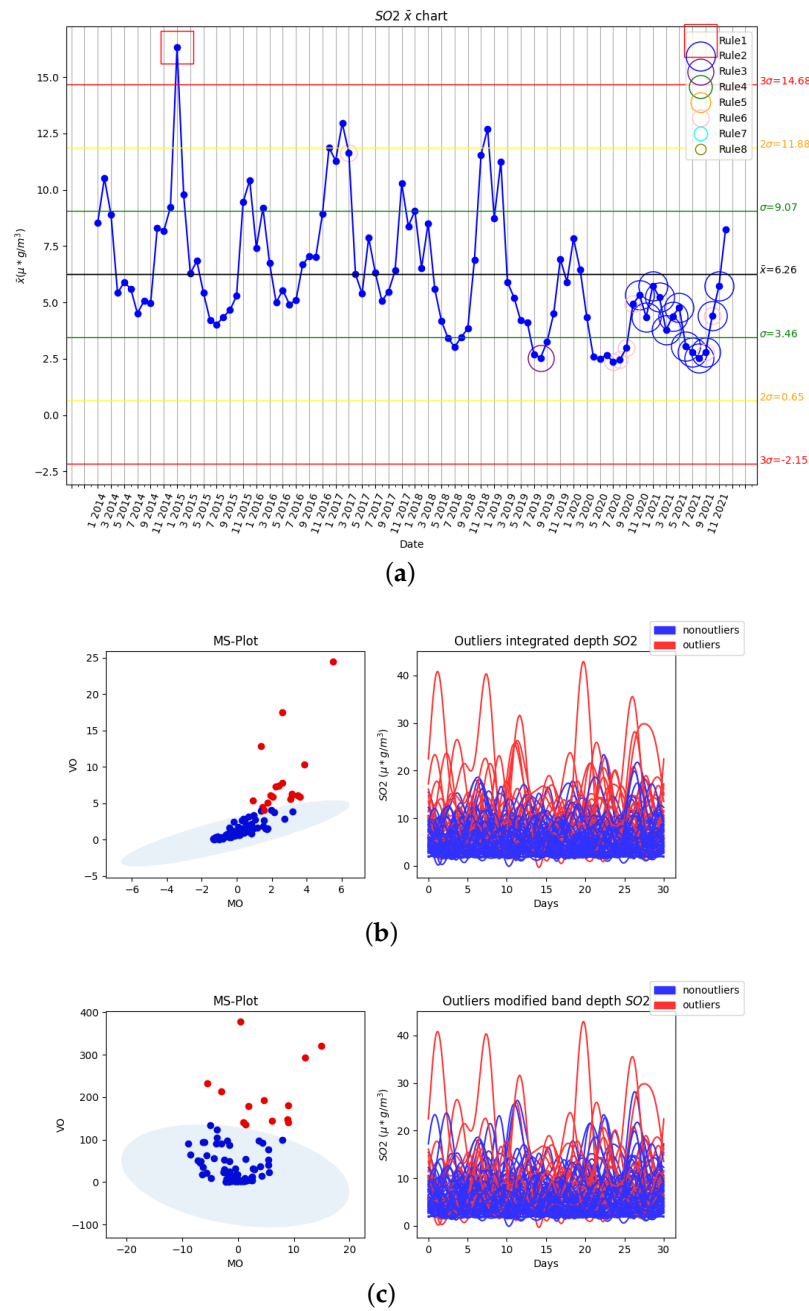 SO2 x̄ chart
Rule1
Rule2
Rule3
Rule4
Rule5
Rule6
Rule7
Rule8
x̄(μ * g/m³)
15.0
12.5
10.0
7.5
5.0
2.5
0.0
−2.5
3σ=14.68
2σ=11.88
σ=9.07
x̄=6.26
σ=3.46
2σ=0.65
3σ=-2.15
1 2014
3 2014
5 2014
7 2014
9 2014
11 2014
1 2015
3 2015
5 2015
7 2015
9 2015
11 2015
1 2016
3 2016
5 2016
7 2016
9 2016
11 2016
1 2017
3 2017
5 2017
7 2017
9 2017
11 2017
1 2018
3 2018
5 2018
7 2018
9 2018
11 2018
1 2019
3 2019
5 2019
7 2019
9 2019
11 2019
1 2020
3 2020
5 2020
7 2020
9 2020
11 2020
1 2021
3 2021
5 2021
7 2021
9 2021
11 2021
Date
(a)
MS-Plot
VO
25
20
15
10
5
0
−5
−6 −4 −2 0 2 4 6
MO
Outliers integrated depth SO2
nonoutliers
outliers
SO2 (μ * g/m³)
40
30
20
10
0
0 5 10 15 20 25 30
Days
(b)
MS-Plot
VO
400
300
200
100
0
−100
−20 −10 0 10 20
MO
Outliers modified band depth SO2
nonoutliers
outliers
SO2 (μ * g/m³)
40
30
20
10
0
0 5 10 15 20 25 30
Days
(c)